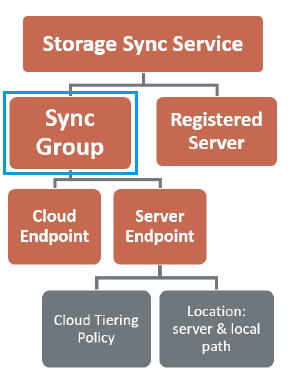 Storage Sync Service
Sync
Group
Registered
Server
Cloud
Endpoint
Server
Endpoint
Cloud Tiering
Policy
Location:
server & local
path